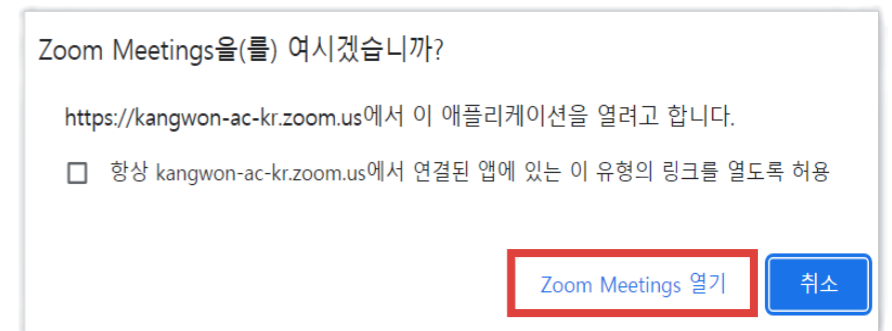 Zoom Meetings을(를) 여시겠습니까?
https://kangwon-ac-kr.zoom.us에서 이 애플리케이션을 열려고 합니다.
항상 kangwon-ac-kr.zoom.us에서 연결된 앱에 있는 이 유형의 링크를 열도록 허용
Zoom Meetings 열기 취소